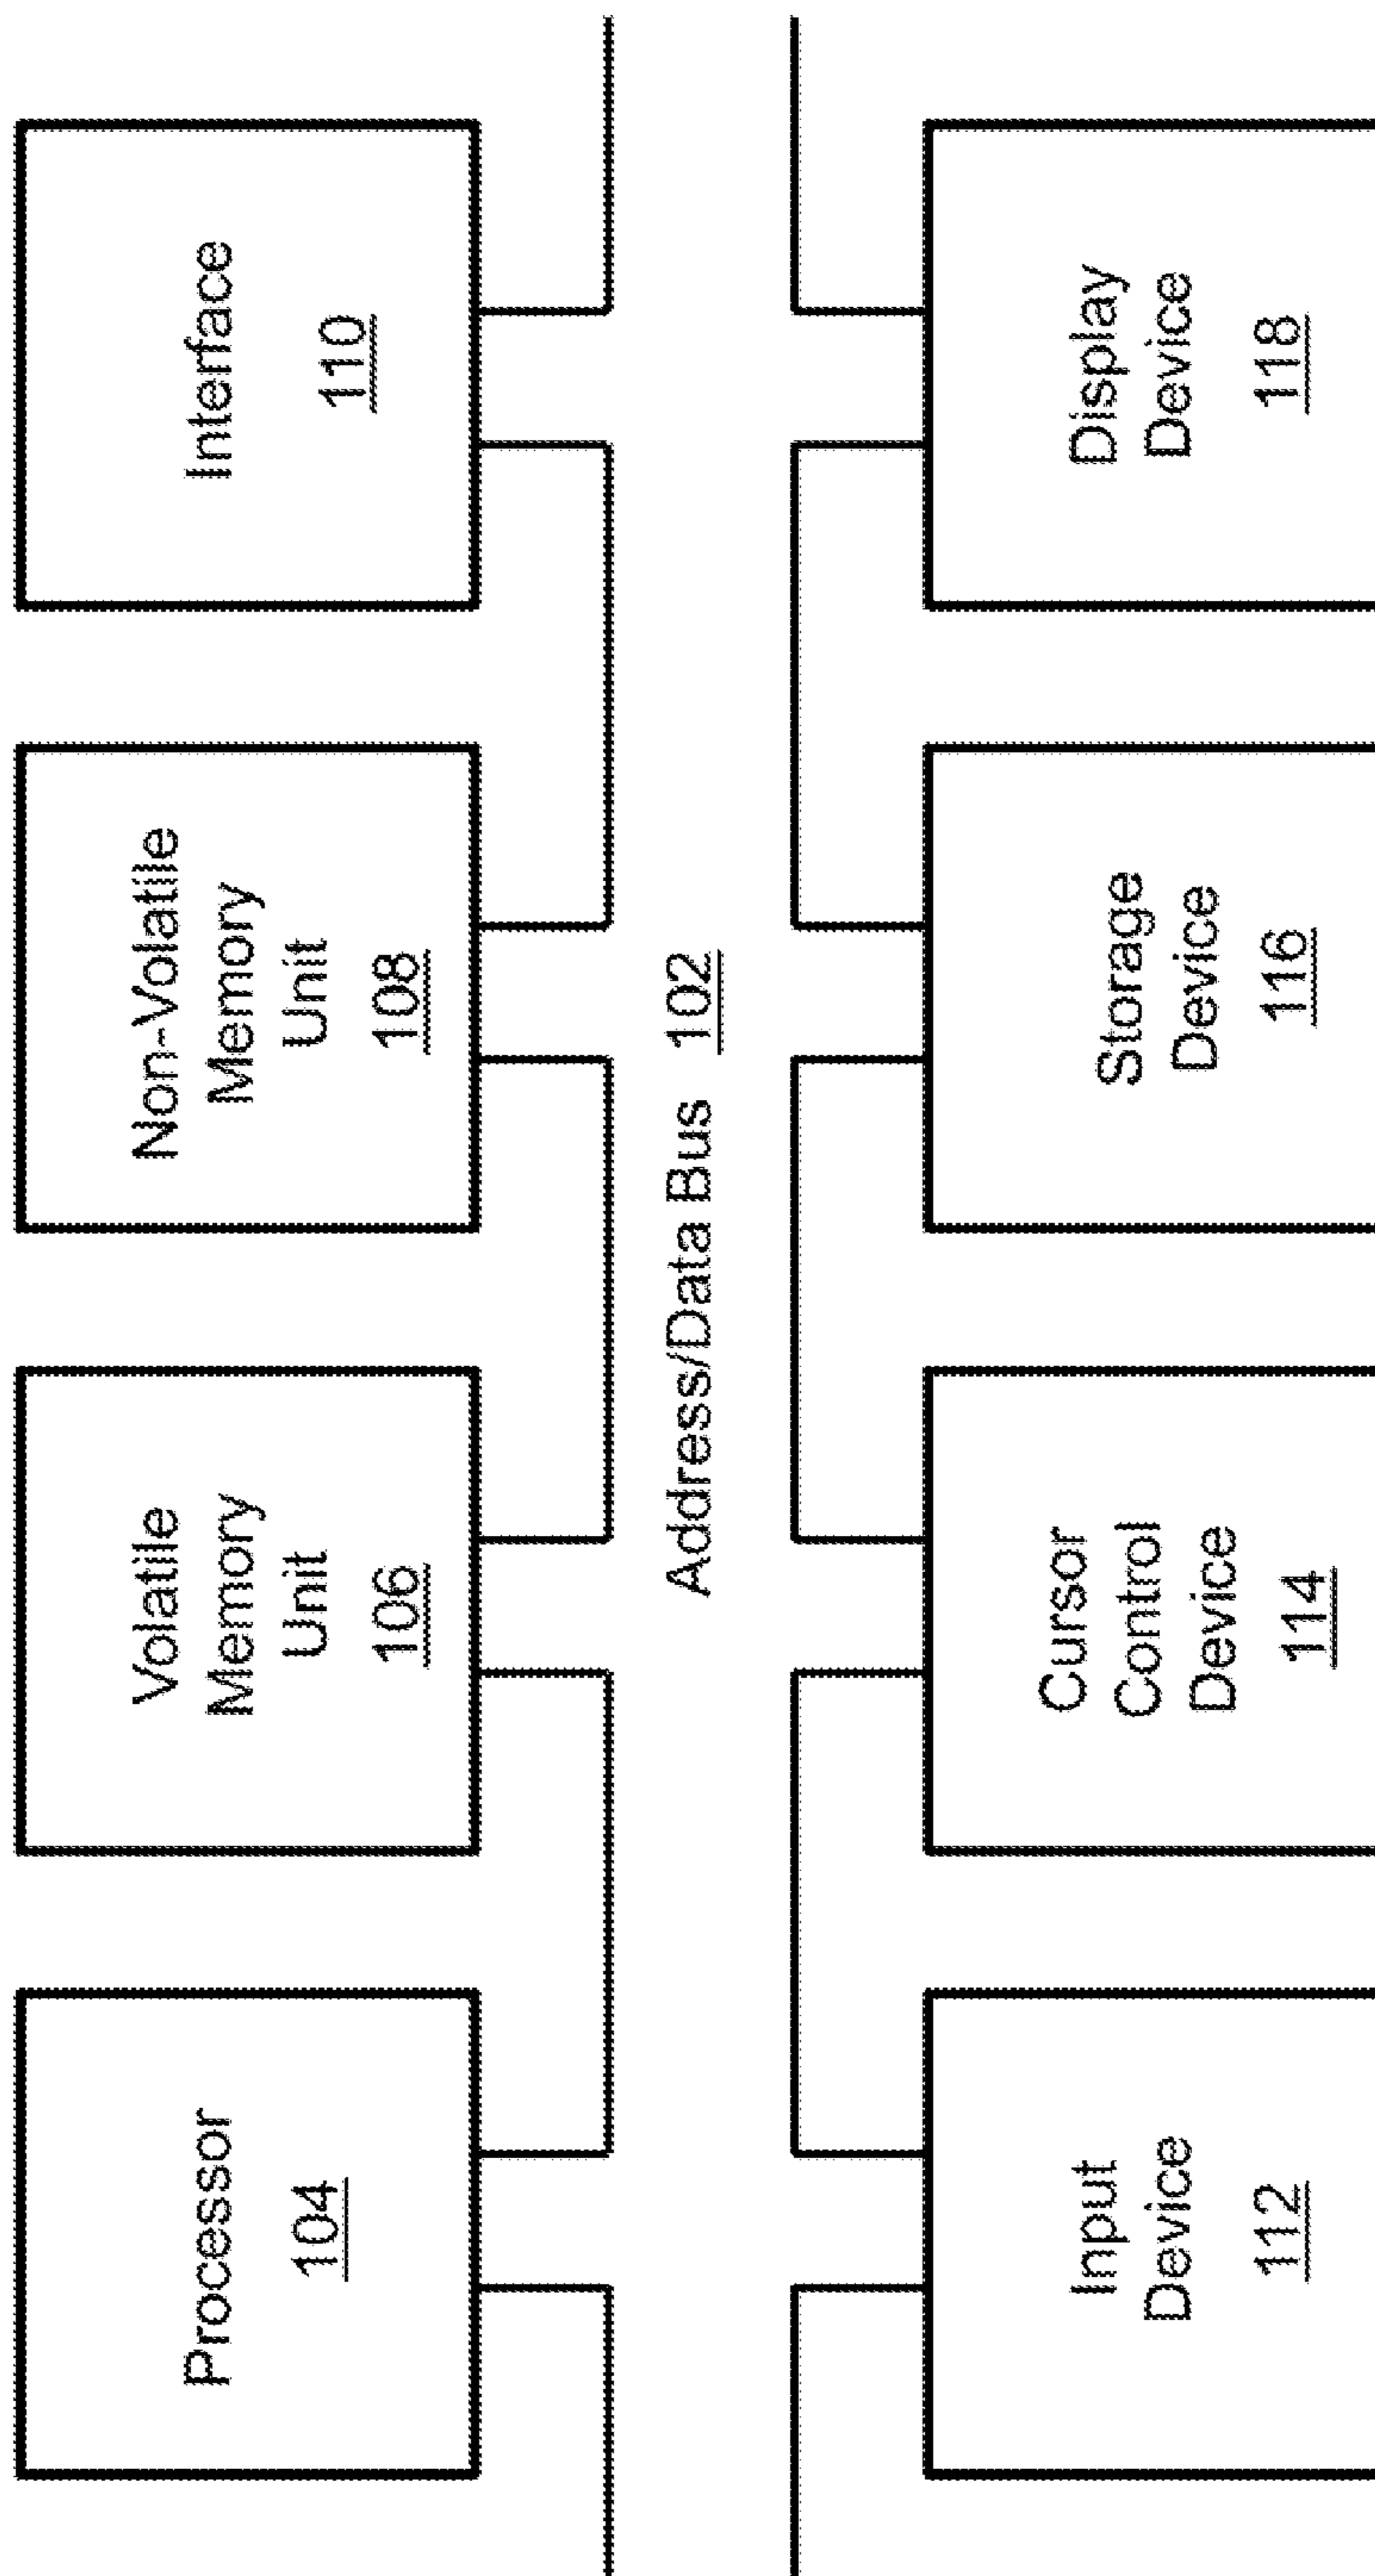 Processor
104
Volatile
Memory
Unit
106
Non-Volatile
Memory
Unit
108
Interface
110
Address/Data Bus 102
Input
Device
112
Cursor
Control
Device
114
Storage
Device
116
Display
Device
118